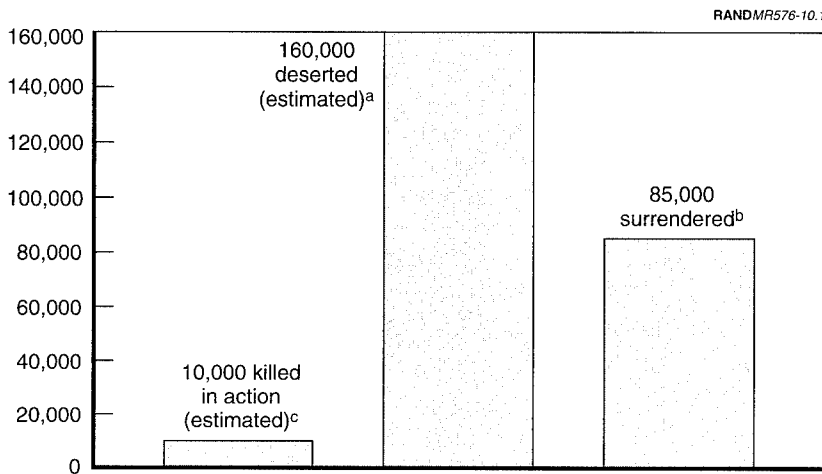 RANDMR576-10.1
160,000
140,000
120,000
100,000
80,000
60,000
40,000
20,000
0
160,000
deserted
(estimated)a
85,000
surrenderedb
10,000 killed
in action
(estimated)c